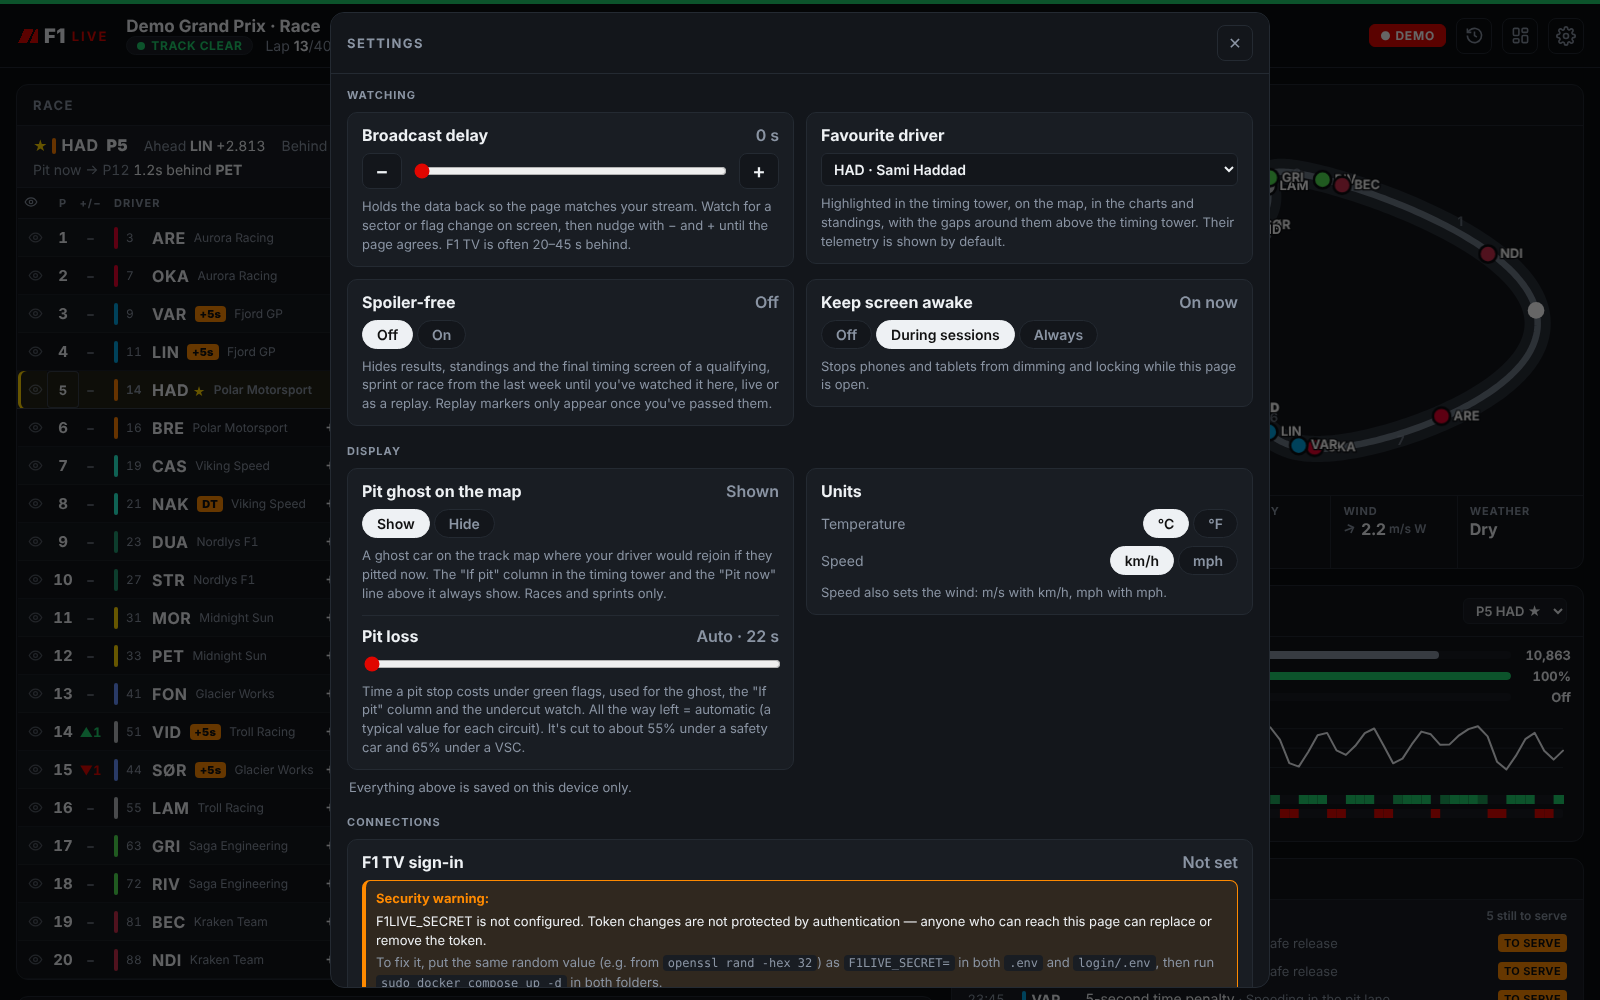 F1 LIVE
Demo Grand Prix · Race
TRACK CLEAR Lap 13/40
DEMO
RACE
★ HAD P5 Ahead LIN +2.813 Behind
Pit now → P12 1.2s behind PET
P +/− DRIVER
1 – 3 ARE Aurora Racing
2 – 7 OKA Aurora Racing
3 – 9 VAR +5s Fjord GP
4 – 11 LIN +5s Fjord GP
5 – 14 HAD ★ Polar Motorsport
6 – 16 BRE Polar Motorsport
7 – 19 CAS Viking Speed
8 – 21 NAK DT Viking Speed
9 – 23 DUA Nordlys F1
10 – 27 STR Nordlys F1
11 – 31 MOR Midnight Sun
12 – 33 PET Midnight Sun
13 – 41 FON Glacier Works
14 ▲1 51 VID +5s Troll Racing
15 ▼1 44 SØR +5s Glacier Works
16 – 55 LAM Troll Racing
17 – 63 GRI Saga Engineering
18 – 72 RIV Saga Engineering
19 – 81 BEC Kraken Team
20 – 88 NDI Kraken Team
SETTINGS
WATCHING
Broadcast delay 0 s
− +
Holds the data back so the page matches your stream. Watch for a
sector or flag change on screen, then nudge with − and + until the
page agrees. F1 TV is often 20–45 s behind.
Favourite driver
HAD · Sami Haddad
Highlighted in the timing tower, on the map, in the charts and
standings, with the gaps around them above the timing tower. Their
telemetry is shown by default.
Spoiler-free Off
Off On
Hides results, standings and the final timing screen of a qualifying,
sprint or race from the last week until you've watched it here, live or
as a replay. Replay markers only appear once you've passed them.
Keep screen awake On now
Off During sessions Always
Stops phones and tablets from dimming and locking while this page
is open.
DISPLAY
Pit ghost on the map Shown
Show Hide
A ghost car on the track map where your driver would rejoin if they
pitted now. The "If pit" column in the timing tower and the "Pit now"
line above it always show. Races and sprints only.
Pit loss Auto · 22 s
Time a pit stop costs under green flags, used for the ghost, the "If
pit" column and the undercut watch. All the way left = automatic (a
typical value for each circuit). It's cut to about 55% under a safety
car and 65% under a VSC.
Units
Temperature °C °F
Speed km/h mph
Speed also sets the wind: m/s with km/h, mph with mph.
Everything above is saved on this device only.
CONNECTIONS
F1 TV sign-in Not set
Security warning:
F1LIVE_SECRET is not configured. Token changes are not protected by authentication — anyone who can reach this page can replace or
remove the token.
To fix it, put the same random value (e.g. from openssl rand -hex 32) as F1LIVE_SECRET= in both .env and login/.env, then run
sudo docker compose up -d in both folders.
GRI
LAM
BEC
1
NDI
ARE
7
LIN
VAR
WIND
2.2 m/s W
WEATHER
Dry
P5 HAD ★
10,863
100%
Off
5 still to serve
afe release TO SERVE
afe release TO SERVE
23:45 VAR 5-second time penalty · Speeding in the pit lane TO SERVE